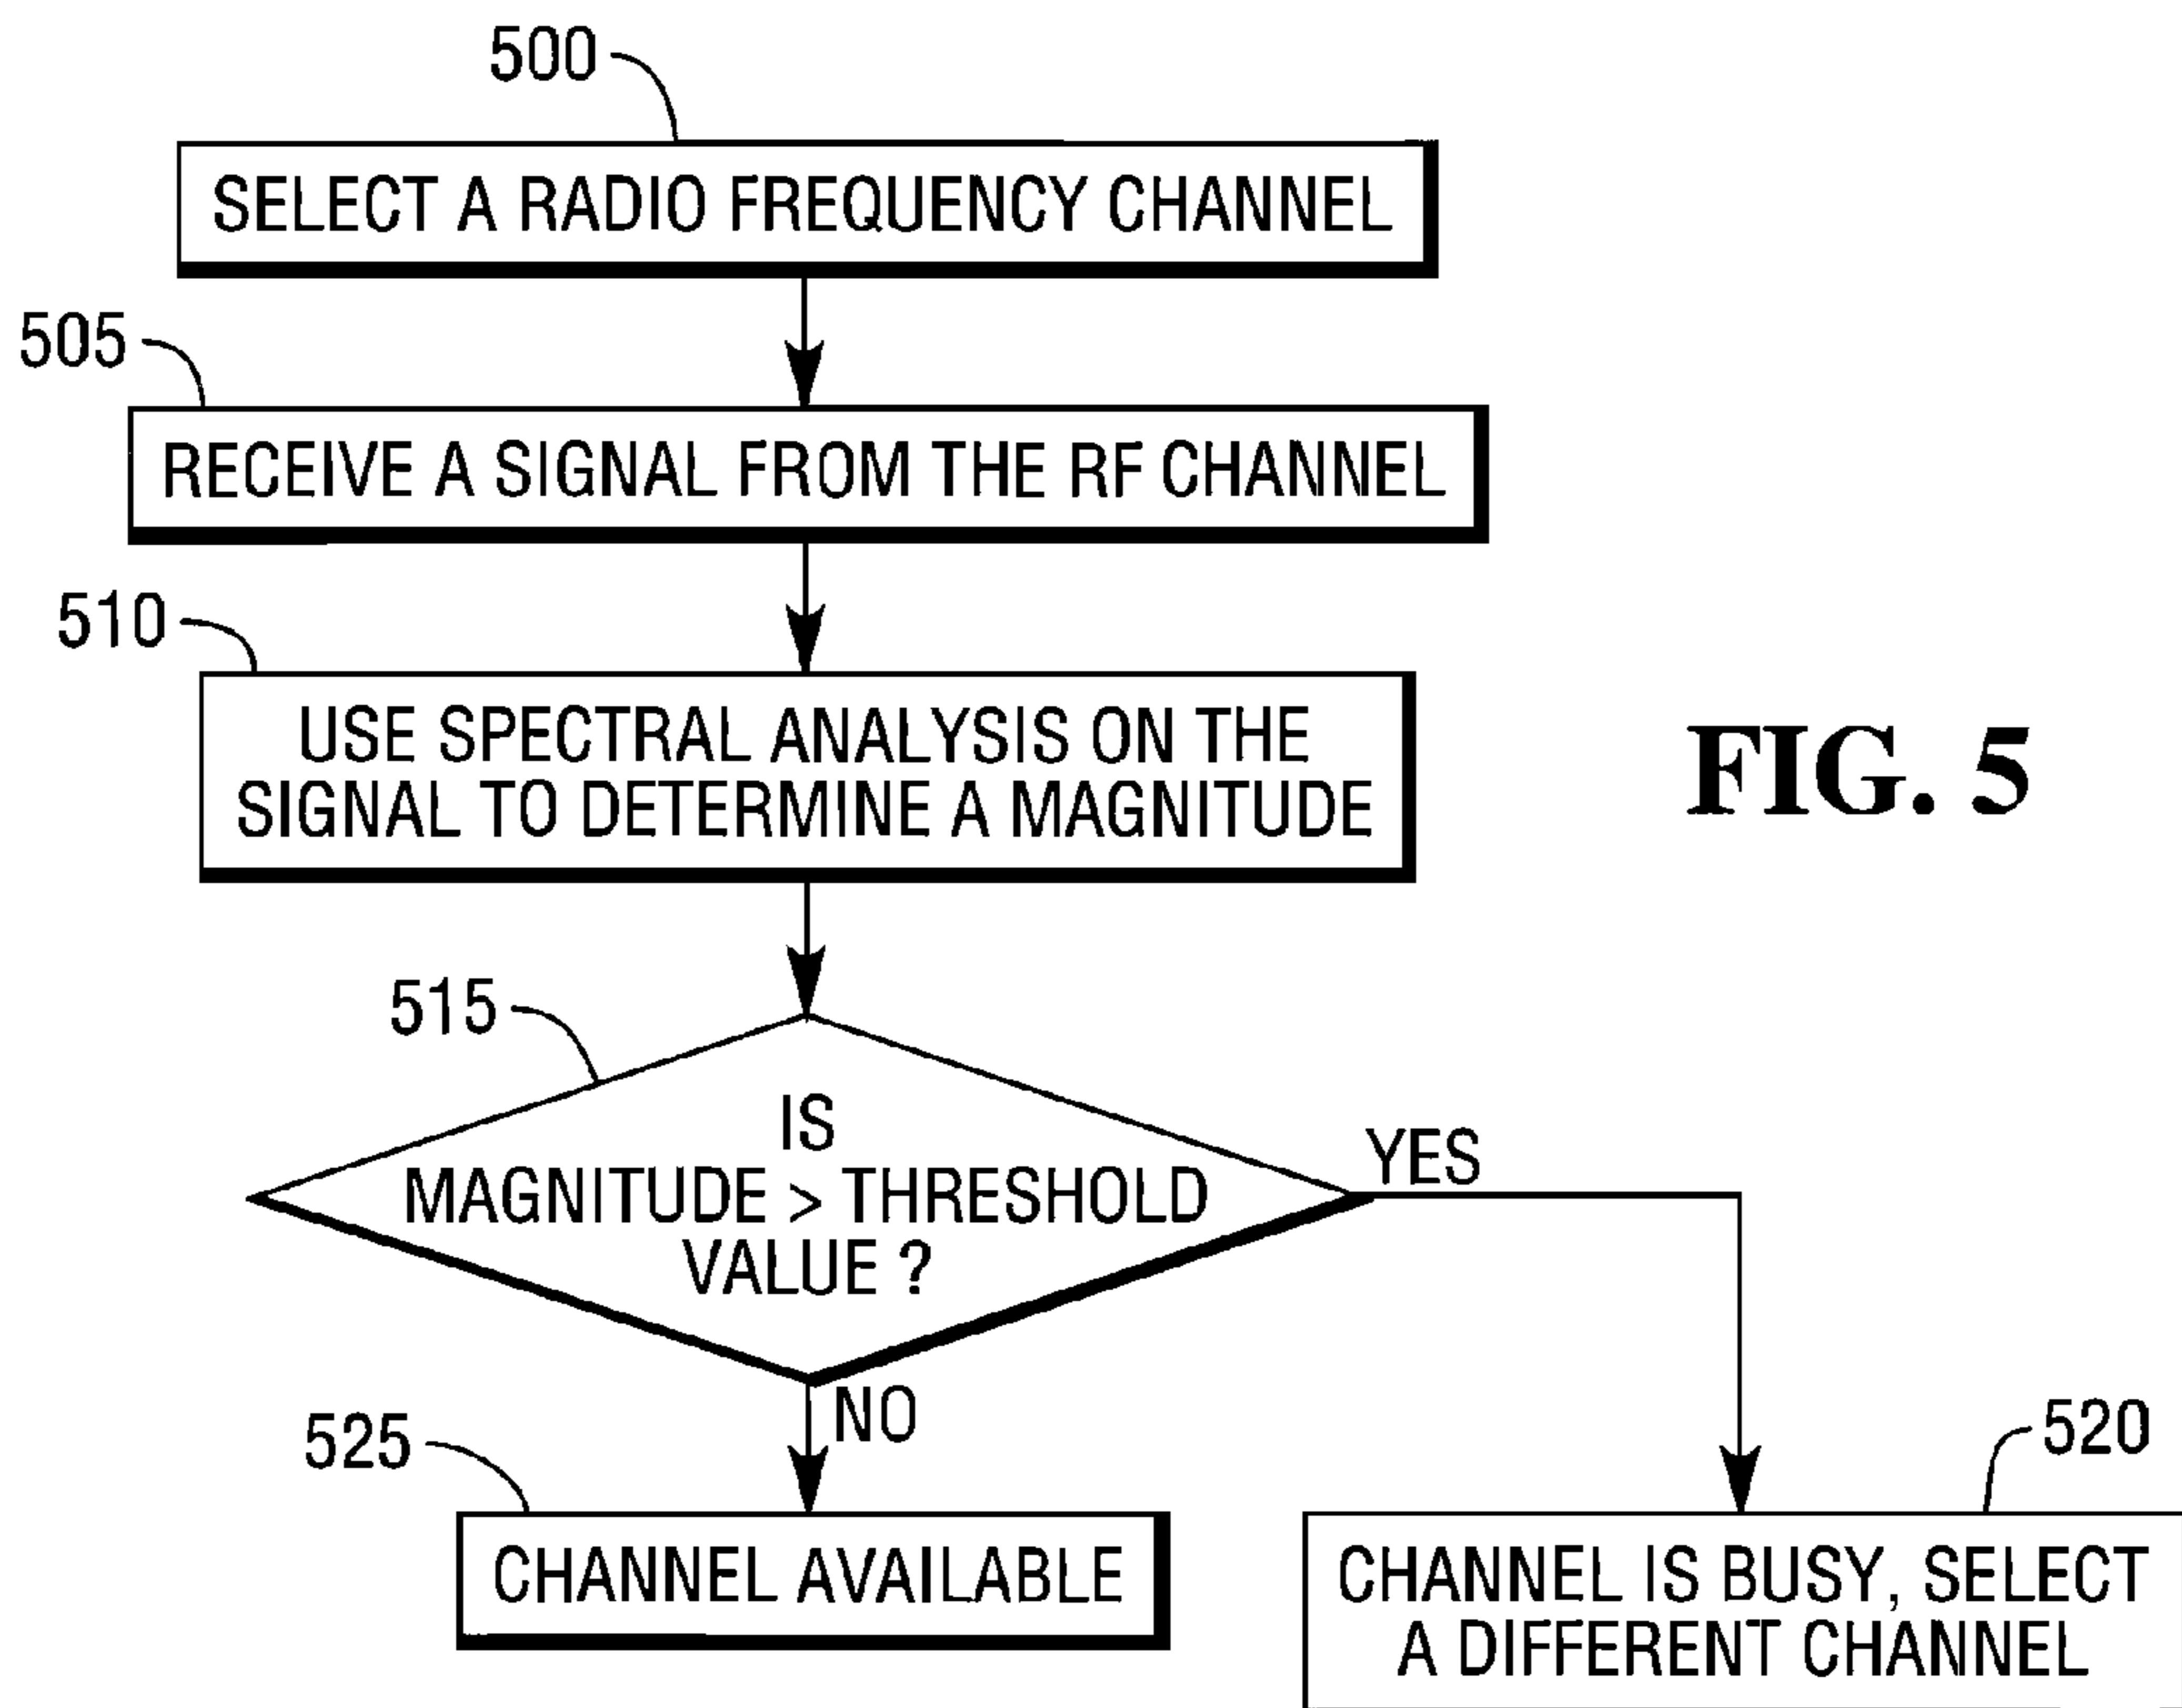 500
SELECT A RADIO FREQUENCY CHANNEL
505
RECEIVE A SIGNAL FROM THE RF CHANNEL
510
USE SPECTRAL ANALYSIS ON THE
SIGNAL TO DETERMINE A MAGNITUDE
FIG. 5
515
IS
MAGNITUDE > THRESHOLD
VALUE ?
YES
NO
525
CHANNEL AVAILABLE
520
CHANNEL IS BUSY, SELECT
A DIFFERENT CHANNEL